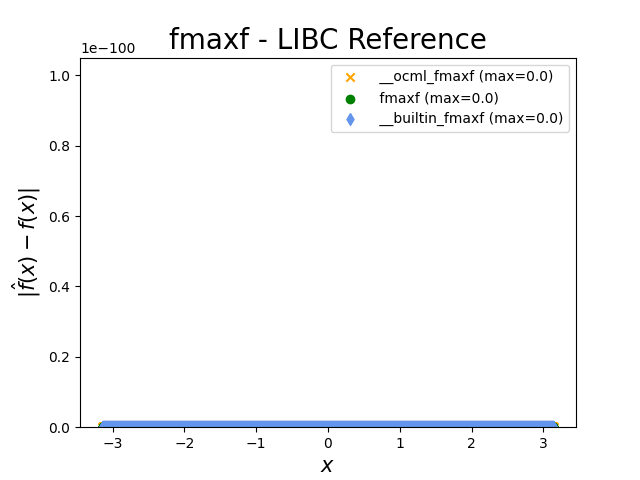 fmaxf - LIBC Reference
1e−100
1.0
0.8
0.6
0.4
0.2
0.0
|f̂(x) − f(x)|
__ocml_fmaxf (max=0.0)
fmaxf (max=0.0)
__builtin_fmaxf (max=0.0)
−3 −2 −1 0 1 2 3
x